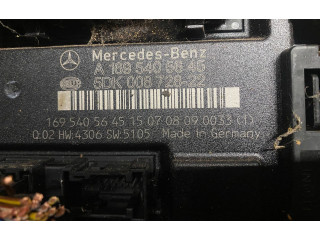 Mercedes-Benz
A 169 540 56 45
5DK 008 728-22
169 540 56 45 15 07 08 09 0033 (1)
Q:02 HW:4306 SW:5105 Made in Germany